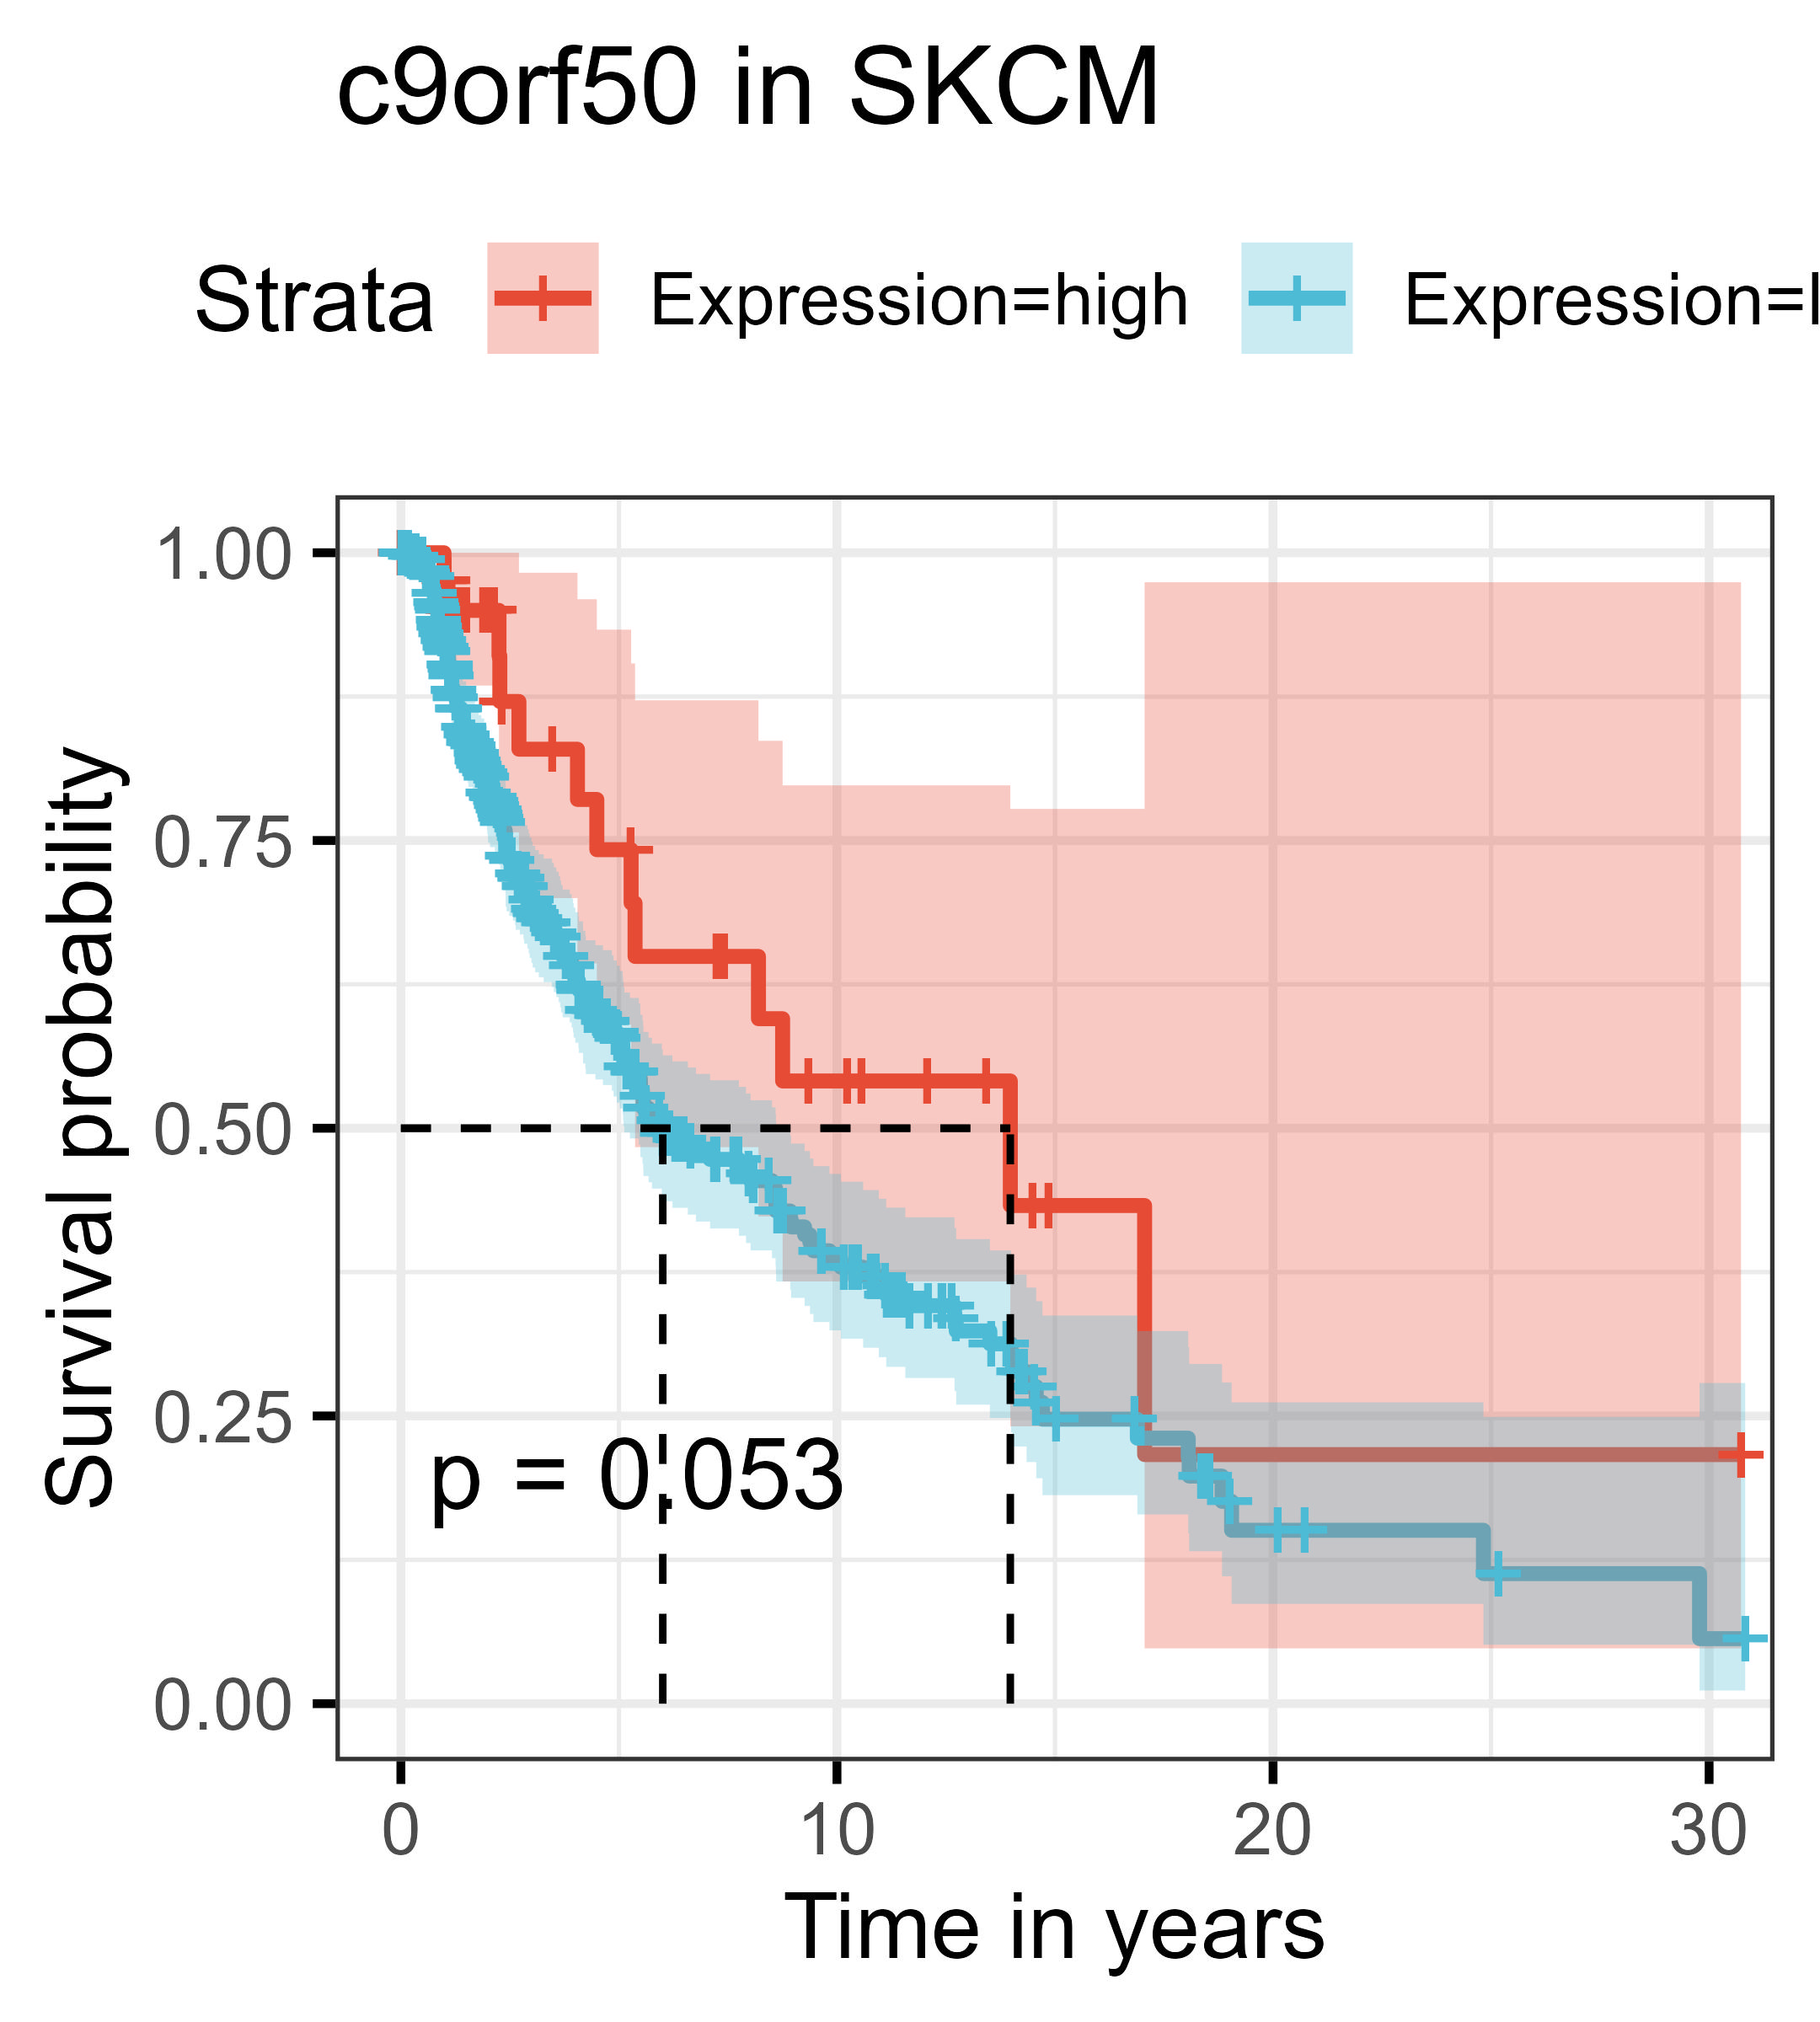 c9orf50 in SKCM
Strata Expression=high Expression=l
Survival probability
1.00
0.75
0.50
0.25
0.00
p = 0.053
0 10 20 30
Time in years